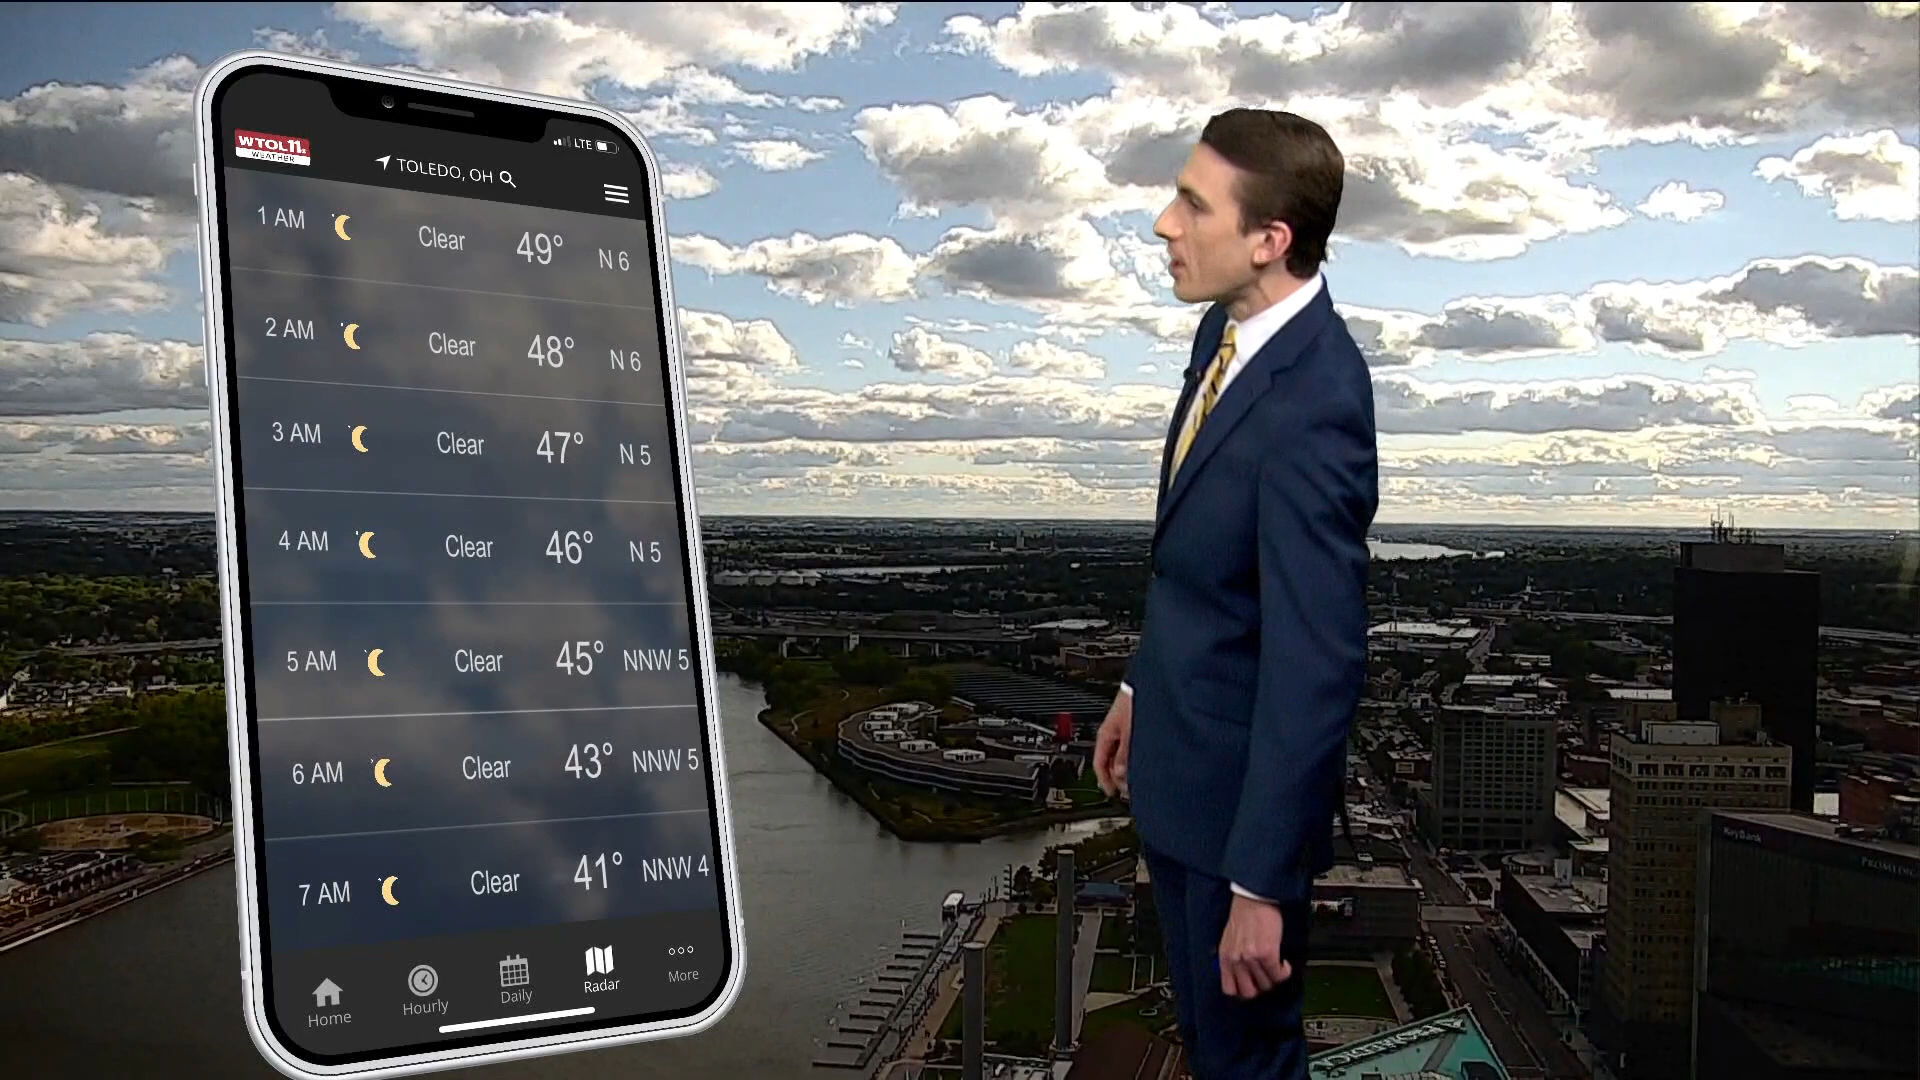 WTOL11
WEATHER
TOLEDO, OH
LTE
1 AM Clear 49° N 6
2 AM Clear 48° N 6
3 AM Clear 47° N 5
4 AM Clear 46° N 5
5 AM Clear 45° NNW 5
6 AM Clear 43° NNW 5
7 AM Clear 41° NNW 4
Home
Hourly
Daily
Radar
More
KeyBank